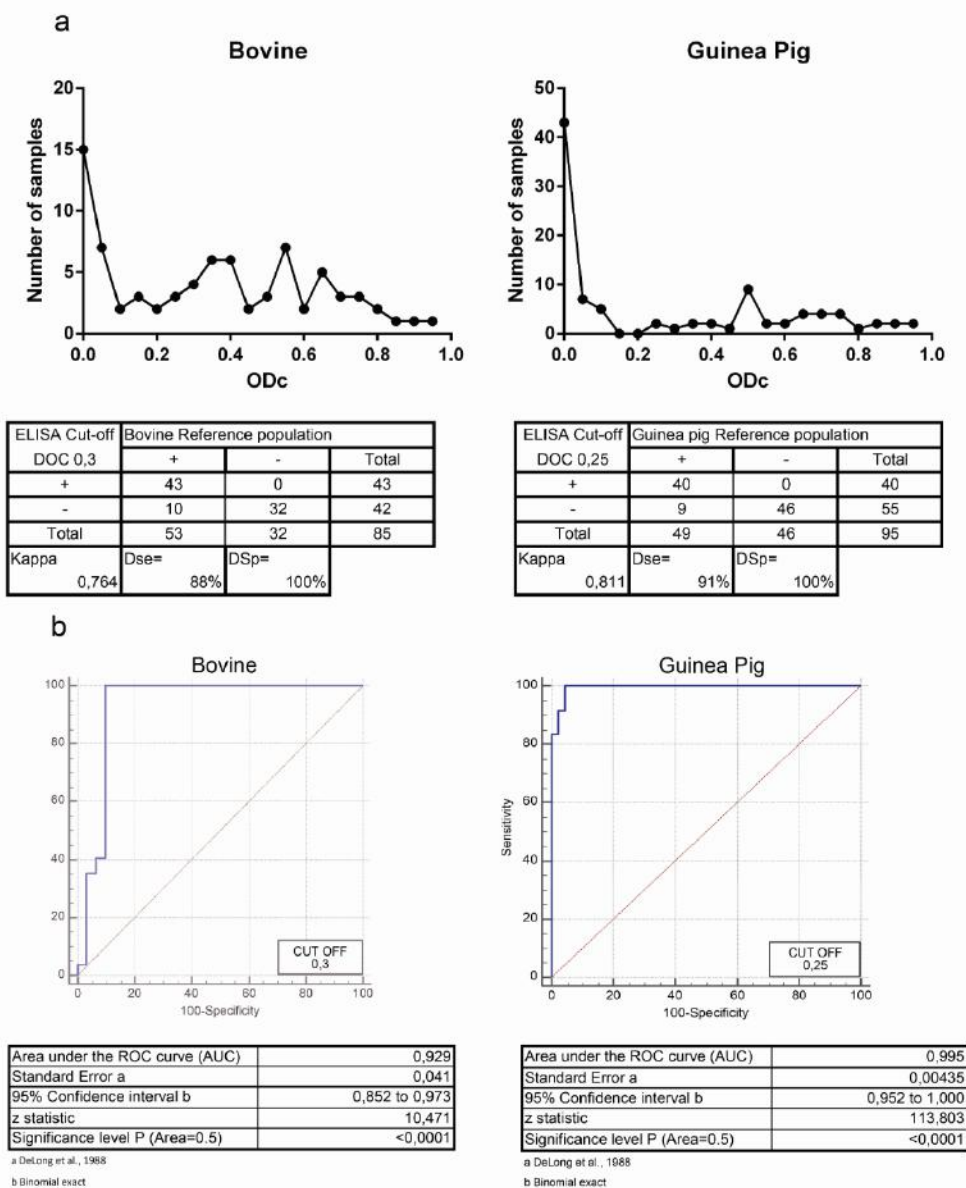 a
Bovine
Number of samples
20
15
10
5
0
0.0 0.2 0.4 0.6 0.8 1.0
ODc
Guinea Pig
Number of samples
50
40
30
20
10
0
0.0 0.2 0.4 0.6 0.8 1.0
ODc
ELISA Cut-off Bovine Reference population
DOC 0,3 + - Total
+ 43 0 43
- 10 32 42
Total 53 32 85
Kappa Dse= DSp=
0,764 88% 100%
ELISA Cut-off Guinea pig Reference population
DOC 0,25 + - Total
+ 40 0 40
- 9 46 55
Total 49 46 95
Kappa Dse= DSp=
0,811 91% 100%
b
Bovine
100
80
60
40
20
0
0 20 40 60 80 100
100-Specificity
CUT OFF
0,3
Guinea Pig
Sensitivity
100
80
60
40
20
0
0 20 40 60 80 100
100-Specificity
CUT OFF
0,25
Area under the ROC curve (AUC) 0,929
Standard Error a 0,041
95% Confidence interval b 0,852 to 0,973
z statistic 10,471
Significance level P (Area=0.5) <0,0001
a DeLong et al., 1988
b Binomial exact
Area under the ROC curve (AUC) 0,995
Standard Error a 0,00435
95% Confidence interval b 0,952 to 1,000
z statistic 113,803
Significance level P (Area=0.5) <0,0001
a DeLong et al., 1988
b Binomial exact